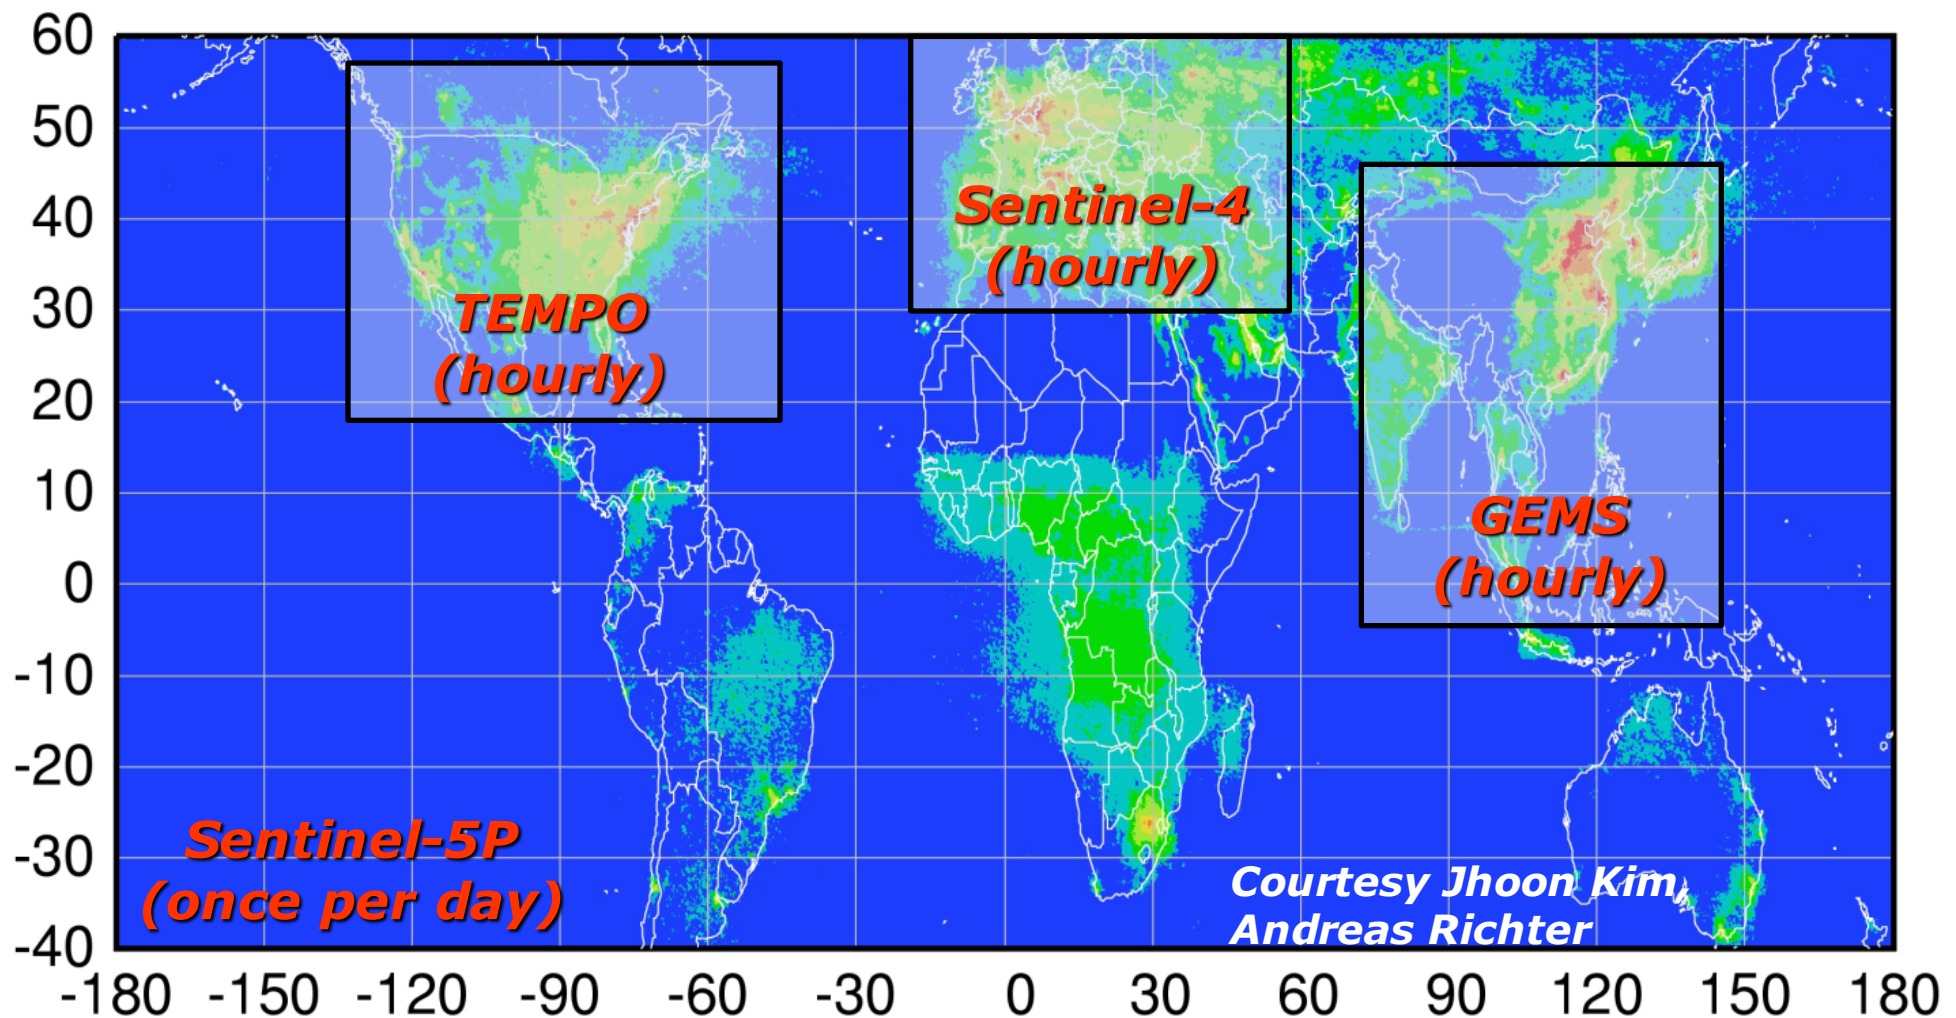 60
50
40
30
20
10
0
-10
-20
-30
-40
TEMPO
(hourly)
Sentinel-4
(hourly)
GEMS
(hourly)
Sentinel-5P
(once per day)
Courtesy Jhoon Kim,
Andreas Richter
-180 -150 -120 -90 -60 -30 0 30 60 90 120 150 180